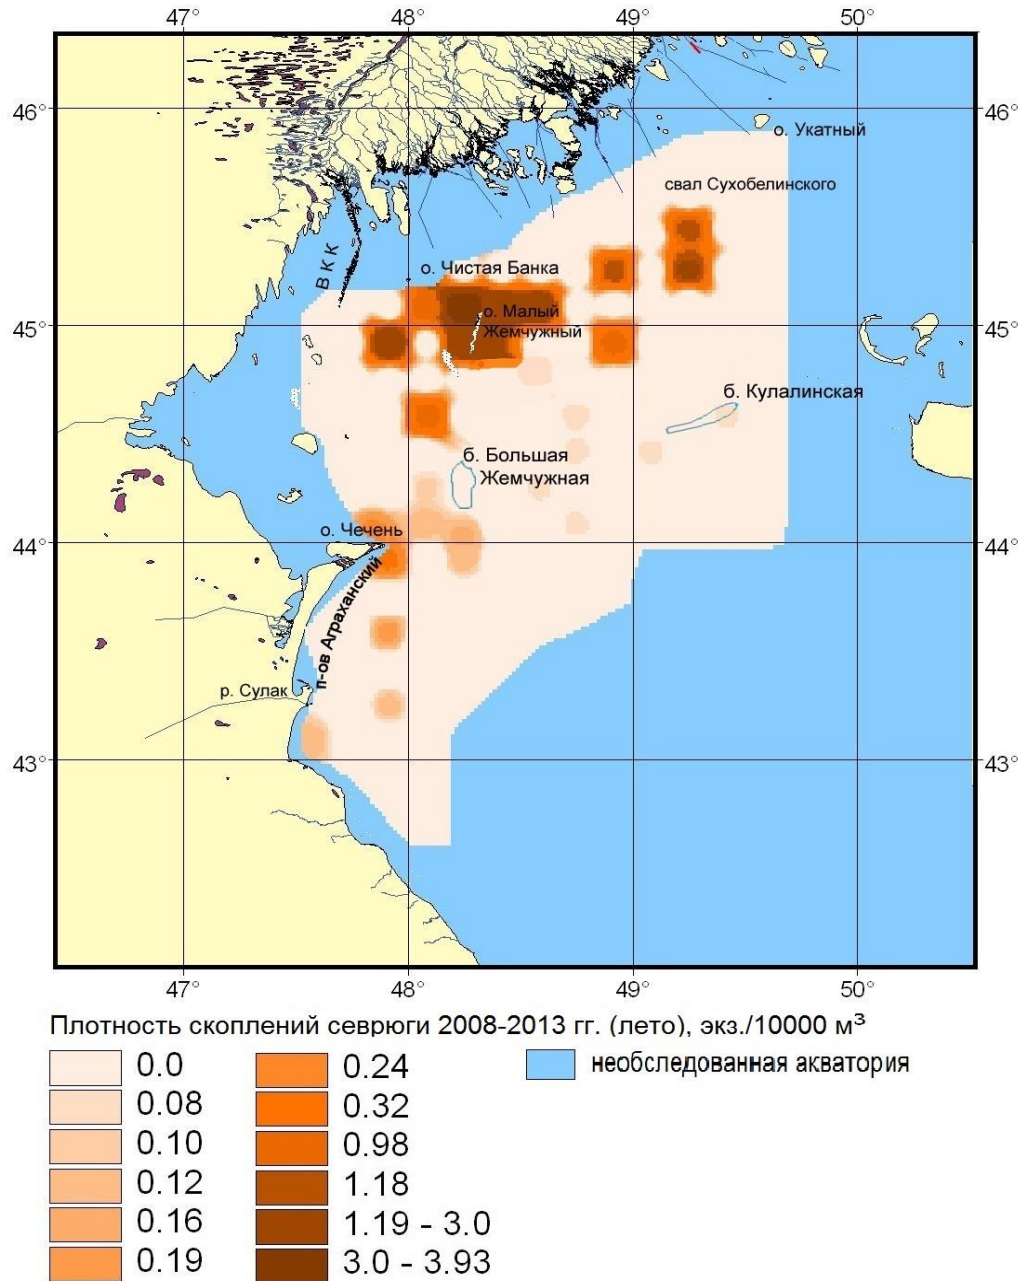 47° 48° 49° 50°
46° 46°
о. Укатный
свал Сухобелинского
В К К
о. Чистая Банка
о. Малый
Жемчужный
45° 45°
б. Кулалинская
б. Большая
Жемчужная
о. Чечень
44° 44°
п-ов Аграханский
р. Сулак
43° 43°
47° 48° 49° 50°
Плотность скоплений севрюги 2008-2013 гг. (лето), экз./10000 м³
0.0
0.08
0.10
0.12
0.16
0.19
0.24
0.32
0.98
1.18
1.19 - 3.0
3.0 - 3.93
необследованная акватория